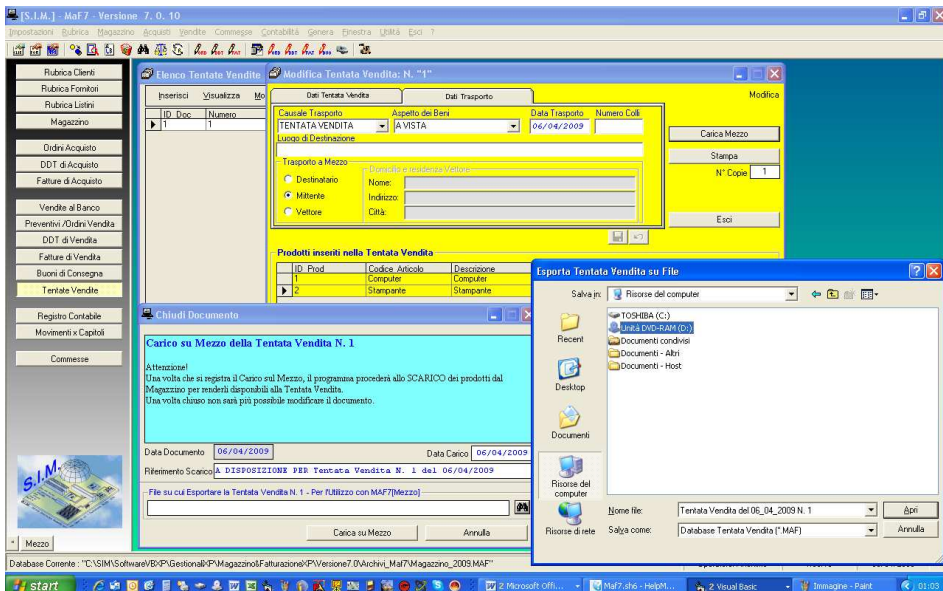 [S.I.M.] - MaF7 - Versione 7. 0. 10
Impostazioni Rubrica Magazzino Acquisti Vendite Commesse Contabilità Genera Finestra Utilità Esci ?
Rubrica Clienti
Rubrica Fornitori
Rubrica Listini
Magazzino
Ordini Acquisto
DDT di Acquisto
Fatture di Acquisto
Vendite al Banco
Preventivi /Ordini Vendita
DDT di Vendita
Fatture di Vendita
Buoni di Consegna
Tentate Vendite
Registro Contabile
Movimenti x Capitoli
Commesse
S.I.M.
Mezzo
Elenco Tentate Vendite
Inserisci Visualizza Mo
ID_Doc Numero
1 1
Modifica Tentata Vendita: N. "1"
Dati Tentata Vendita Dati Trasporto
Modifica
Causale Trasporto Aspetto dei Beni Data Trasporto Numero Colli
TENTATA VENDITA A VISTA 06/04/2009
Luogo di Destinazione
Trasporto a Mezzo
Destinatario
Mittente
Vettore
Domicilio e residenza Vettore
Nome:
Indirizzo:
Città:
Carica Mezzo
Stampa
N° Copie 1
Esci
Prodotti inseriti nella Tentata Vendita
ID_Prod Codice_Articolo Descrizione
1 Computer Computer
2 Stampante Stampante
Chiudi Documento
Carico su Mezzo della Tentata Vendita N. 1
Attenzione!
Una volta che si registra il Carico sul Mezzo, il programma procederà allo SCARICO dei prodotti dal
Magazzino per renderli disponibili alla Tentata Vendita.
Una volta chiuso non sarà più possibile modificare il documento.
Data Documento 06/04/2009 Data Carico 06/04/2009
Riferimento Scarico A DISPOSIZIONE PER Tentata Vendita N. 1 del 06/04/2009
File su cui Esportare la Tentata Vendita N. 1 - Per l'Utilizzo con MAF7[Mezzo]
Carica su Mezzo Annulla
Esporta Tentata Vendita su File
Salva in: Risorse del computer
Recent
Desktop
Documenti
Risorse del computer
Risorse di rete
TOSHIBA (C:)
Unità DVD-RAM (D:)
Documenti condivisi
Documenti - Altri
Documenti - Host
Nome file: Tentata Vendita del 06_04_2009 N. 1 Apri
Salva come: Database Tentata Vendita (*.MAF) Annulla
Database Corrente : "C:\SIM\SoftwareVBXP\GestionaliXP\Magazzino&FatturazioneXP\Versione7.0\Archivi_Maf7\Magazzino_2009.MAF"
start 2 Microsoft Offi... Maf7.sh6 - HelpM... 2 Visual Basic Immagine - Paint 01:03